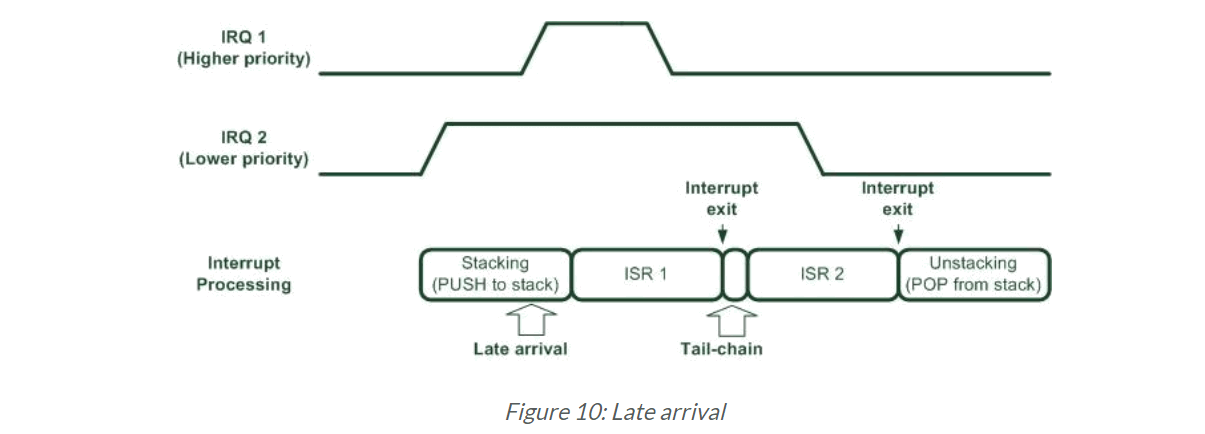 IRQ 1
(Higher priority)
IRQ 2
(Lower priority)
Interrupt
exit
Interrupt
exit
Interrupt
Processing
Stacking
(PUSH to stack)
ISR 1
ISR 2
Unstacking
(POP from stack)
Late arrival
Tail-chain
Figure 10: Late arrival